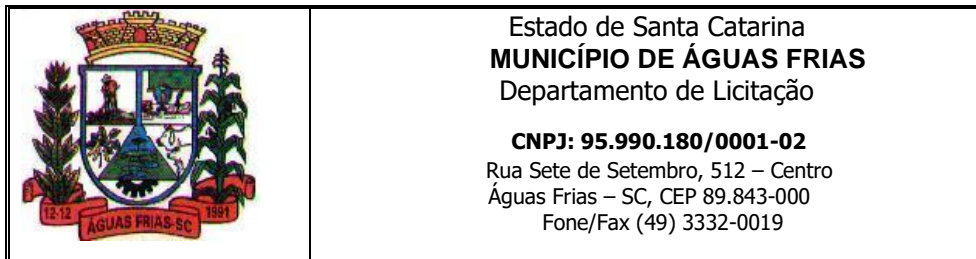 12-12
ÁGUAS FRIAS-SC
1991
Estado de Santa Catarina
MUNICÍPIO DE ÁGUAS FRIAS
Departamento de Licitação
CNPJ: 95.990.180/0001-02
Rua Sete de Setembro, 512 – Centro
Águas Frias – SC, CEP 89.843-000
Fone/Fax (49) 3332-0019